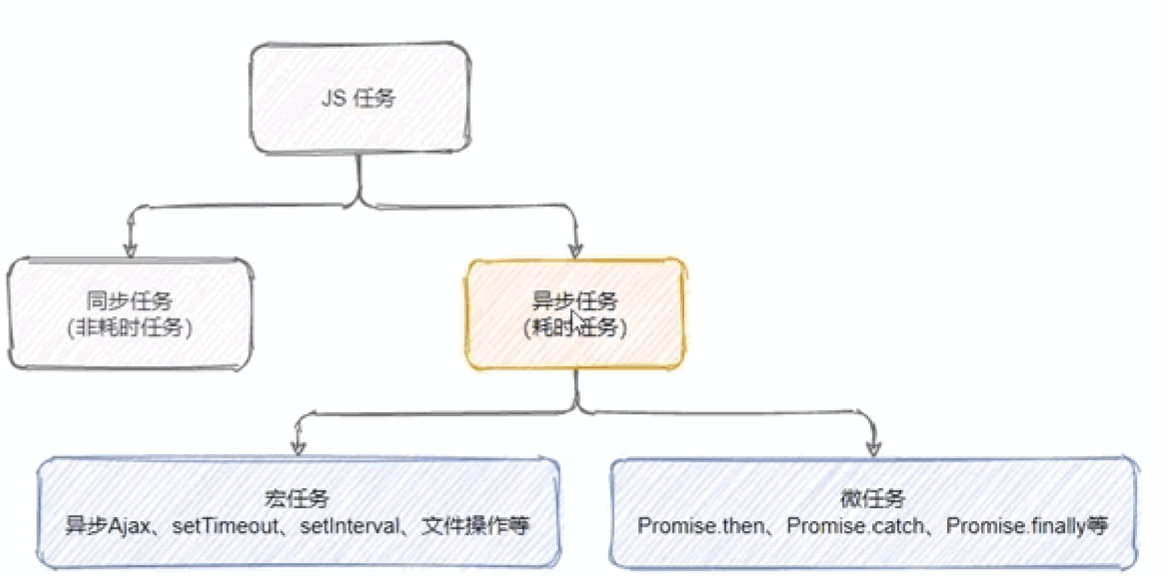 JS 任务
同步任务
(非耗时任务)
异步任务
(耗时任务)
宏任务
异步Ajax、setTimeout、setInterval、文件操作等
微任务
Promise.then、Promise.catch、Promise.finally等